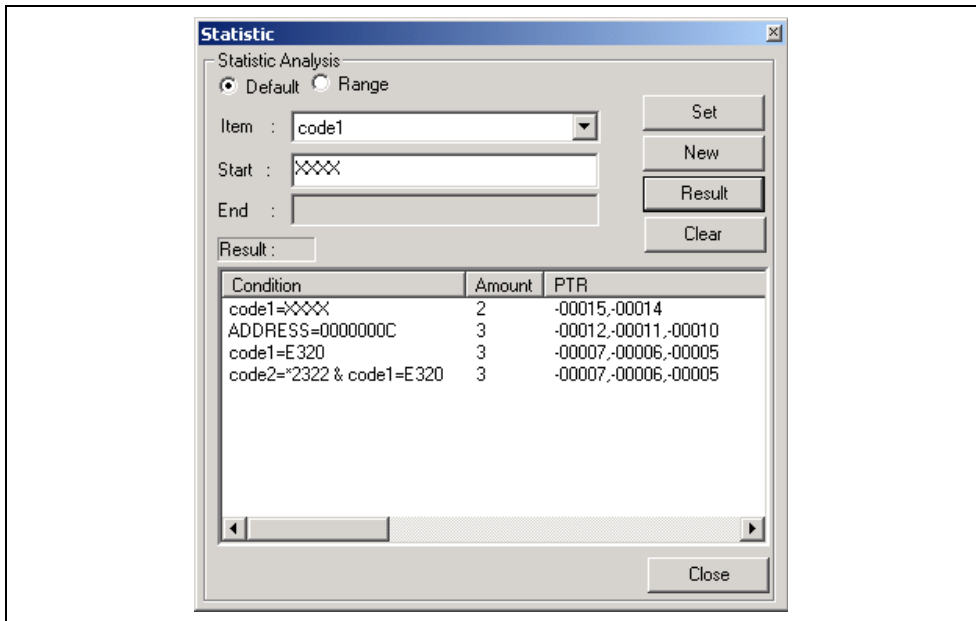 Statistic
Statistic Analysis
Default Range
Item : code1
Set
Start : XXXX
New
End :
Result
Clear
Result :
Condition Amount PTR
code1=XXXX 2 -00015,-00014
ADDRESS=0000000C 3 -00012,-00011,-00010
code1=E320 3 -00007,-00006,-00005
code2=*2322 & code1=E320 3 -00007,-00006,-00005
Close